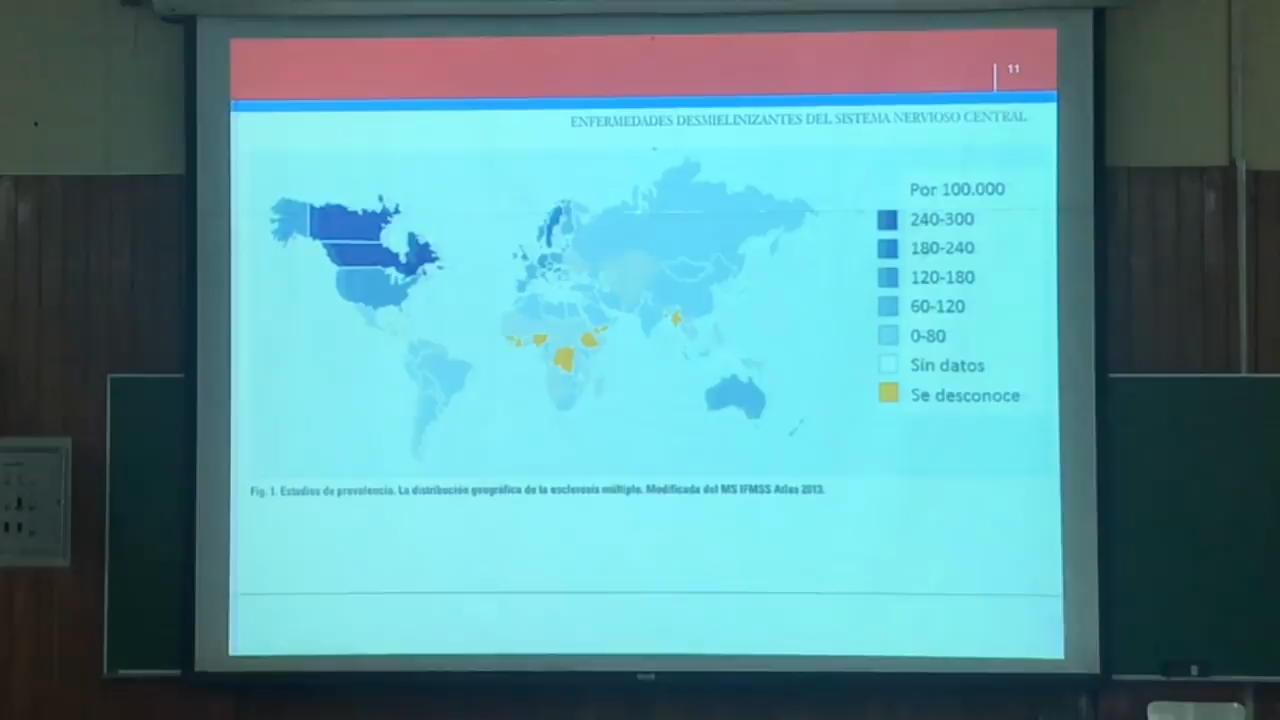 11
ENFERMEDADES DESMIELINIZANTES DEL SISTEMA NERVIOSO CENTRAL
Por 100.000
240-300
180-240
120-180
60-120
0-80
Sin datos
Se desconoce
Fig. 1. Estudios de prevalencia. La distribución geográfica de la esclerosis múltiple. Modificada del MS IFMSS Atlas 2013.